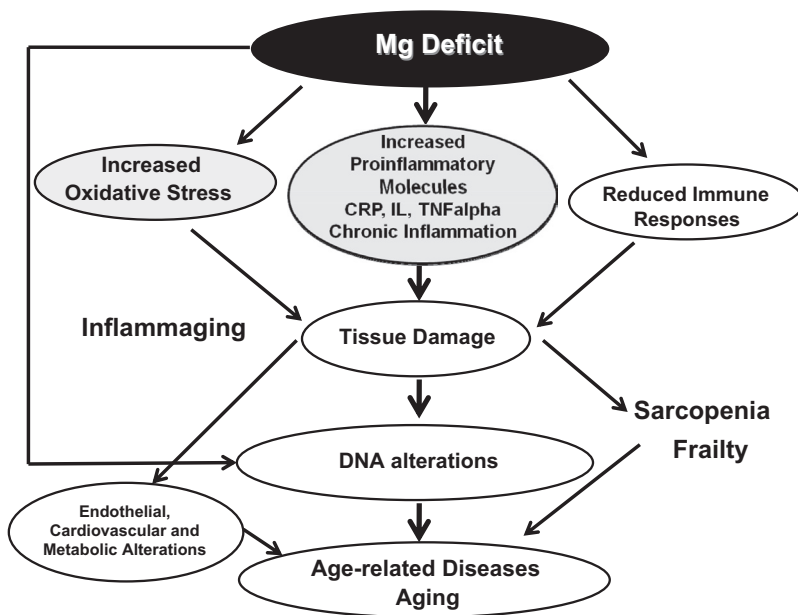 Mg Deficit
Increased
Oxidative Stress
Increased
Proinflammatory
Molecules
CRP, IL, TNFalpha
Chronic Inflammation
Reduced Immune
Responses
Inflammaging
Tissue Damage
Sarcopenia
Frailty
DNA alterations
Endothelial,
Cardiovascular and
Metabolic Alterations
Age-related Diseases
Aging